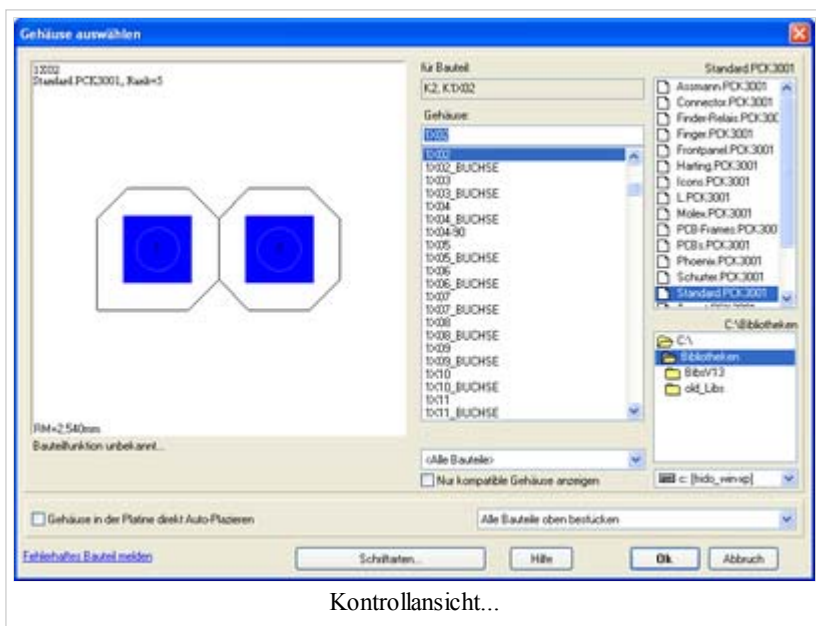 Gehäuse auswählen
1X02
Standard.PCK3001, Rank=5
RM=2,540mm
Bauteilfunktion unbekannt...
für Bauteil:
K2, K1X02
Gehäuse:
1X02
1X02
1X02_BUCHSE
1X03
1X03_BUCHSE
1X04
1X04_BUCHSE
1X04-90
1X05
1X05_BUCHSE
1X06
1X06_BUCHSE
1X07
1X07_BUCHSE
1X08
1X08_BUCHSE
1X09
1X09_BUCHSE
1X10
1X10_BUCHSE
1X11
1X11_BUCHSE
<Alle Bauteile>
Nur kompatible Gehäuse anzeigen
Standard.PCK3001
Assmann.PCK3001
Connector.PCK3001
Finder-Relais.PCK300
Finger.PCK3001
Frontpanel.PCK3001
Harting.PCK3001
Icons.PCK3001
L.PCK3001
Molex.PCK3001
PCB-Frames.PCK300
PCBs.PCK3001
Phoenix.PCK3001
Schurter.PCK3001
Standard.PCK3001
C:\Bibliotheken
C:\
Bibliotheken
BibsV13
old_Libs
c: [hido_winxp]
Gehäuse in der Platine direkt Auto-Plazieren
Alle Bauteile oben bestücken
Fehlerhaftes Bauteil melden
Schriftarten...
Hilfe
Ok
Abbruch
Kontrollansicht...